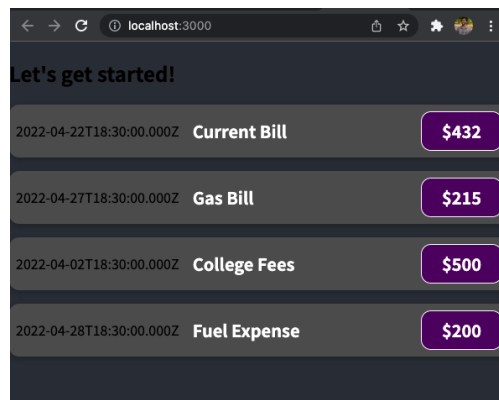 localhost:3000
Let's get started!
2022-04-22T18:30:00.000Z Current Bill $432
2022-04-27T18:30:00.000Z Gas Bill $215
2022-04-02T18:30:00.000Z College Fees $500
2022-04-28T18:30:00.000Z Fuel Expense $200